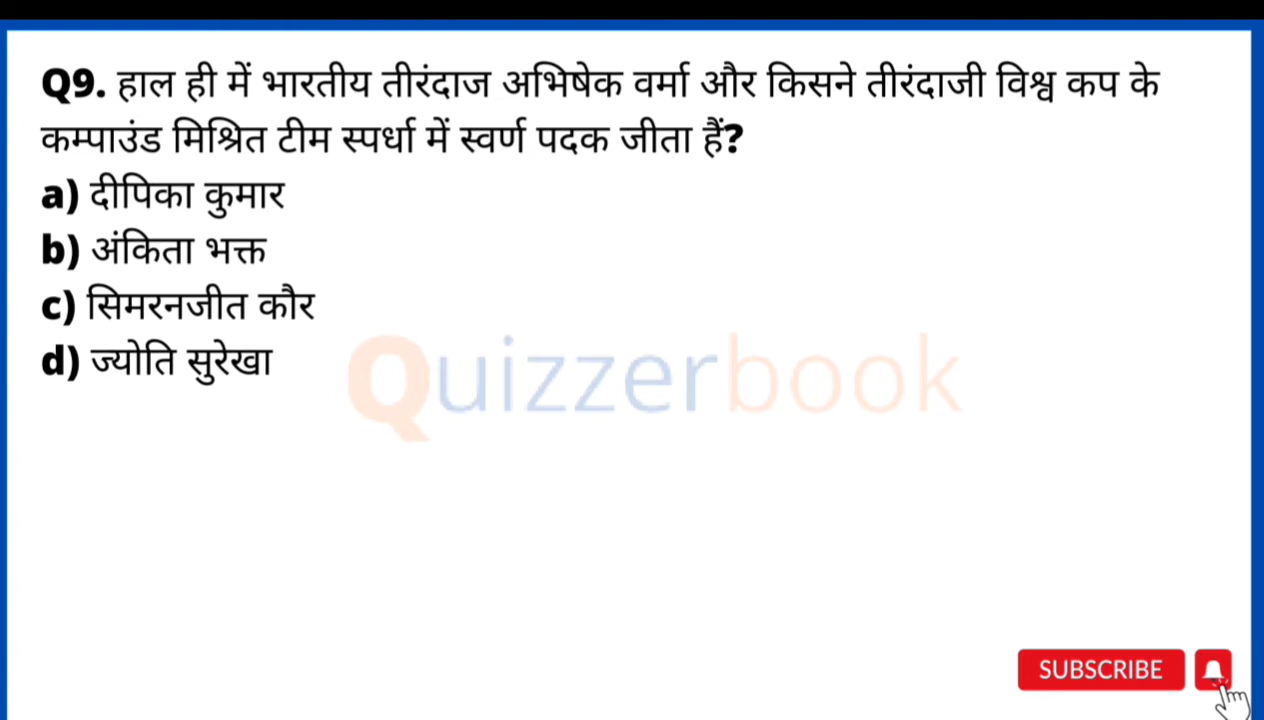 Q9. हाल ही में भारतीय तीरंदाज अभिषेक वर्मा और किसने तीरंदाजी विश्व कप के
कम्पाउंड मिश्रित टीम स्पर्धा में स्वर्ण पदक जीता हैं?
a) दीपिका कुमार
b) अंकिता भक्त
c) सिमरनजीत कौर
d) ज्योति सुरेखा
Quizzerbook
SUBSCRIBE